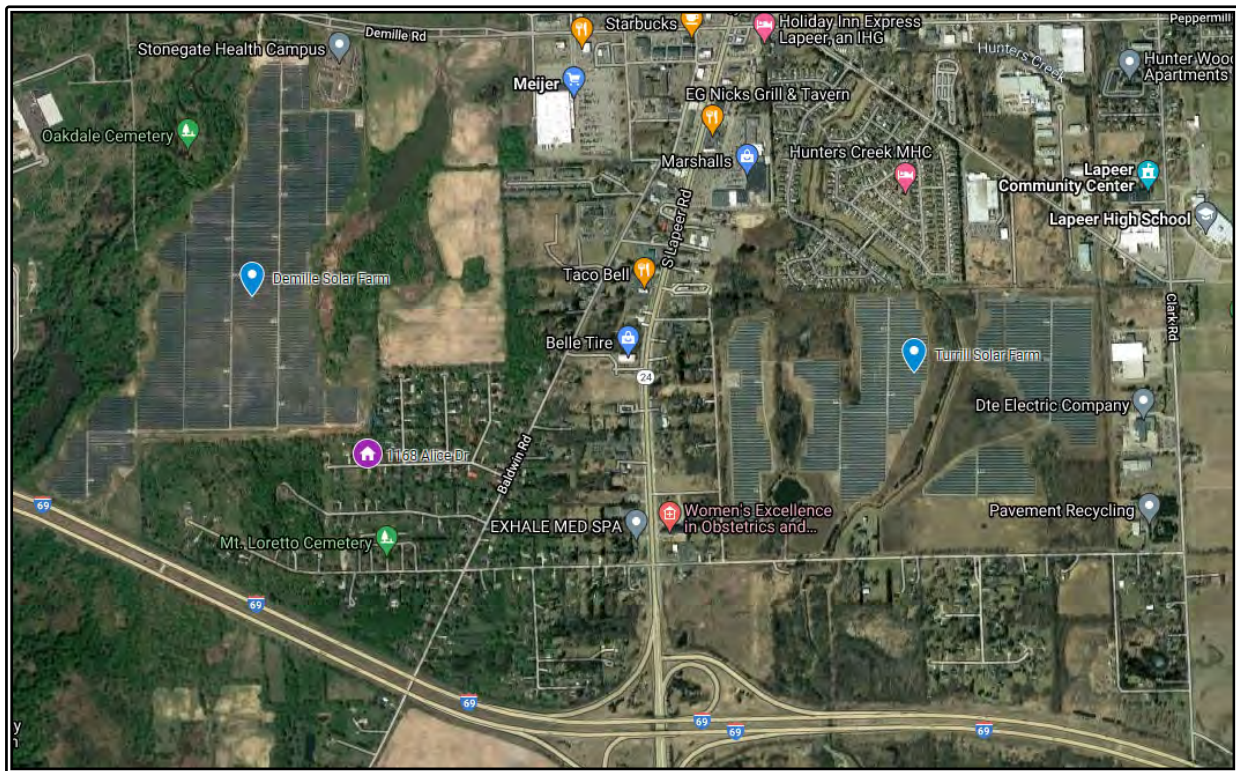 Demille Rd
Starbucks
Holiday Inn Express
Lapeer, an IHG
Peppermill
Stonegate Health Campus
Hunters Creek
Hunter Wood
Apartments
Meijer
EG Nicks Grill & Tavern
Oakdale Cemetery
Marshalls
Hunters Creek MHC
Lapeer
Community Center
Lapeer High School
S Lapeer Rd
Taco Bell
Demille Solar Farm
Clark Rd
Belle Tire
Turrill Solar Farm
24
Dte Electric Company
1168 Alice Dr
Baldwin Rd
69
Women's Excellence
in Obstetrics and...
Pavement Recycling
EXHALE MED SPA
Mt. Loretto Cemetery
69
69
69
69
69
69
y